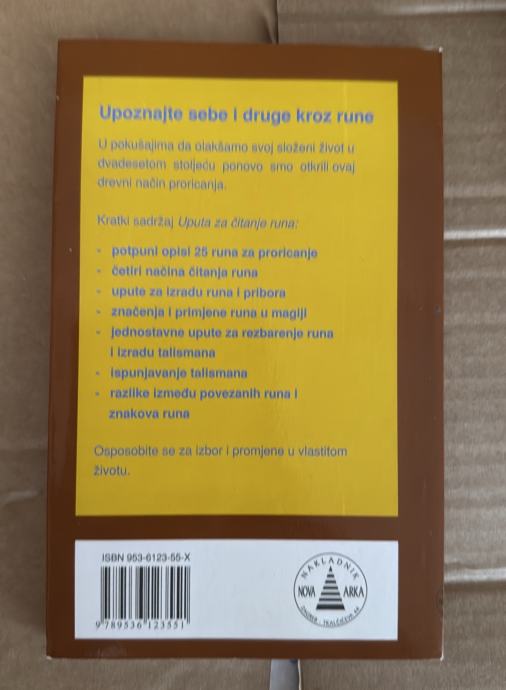 Upoznajte sebe i druge kroz rune
U pokušajima da olakšamo svoj složeni život u
dvadesetom stoljeću ponovo smo otkrili ovaj
drevni način proricanja.
Kratki sadržaj Uputa za čitanje runa:
- potpuni opisi 25 runa za proricanje
- četiri načina čitanja runa
- upute za izradu runa i pribora
- značenja i primjene runa u magiji
- jednostavne upute za rezbarenje runa
i izradu talismana
- ispunjavanje talismana
- razlike između povezanih runa i
znakova runa
Osposobite se za izbor i promjene u vlastitom
životu.
ISBN 953-6123-55-X
9 789536 123551
NAKLADNIK
NOVA ARKA
ZAGREB - TKALČIĆEVA